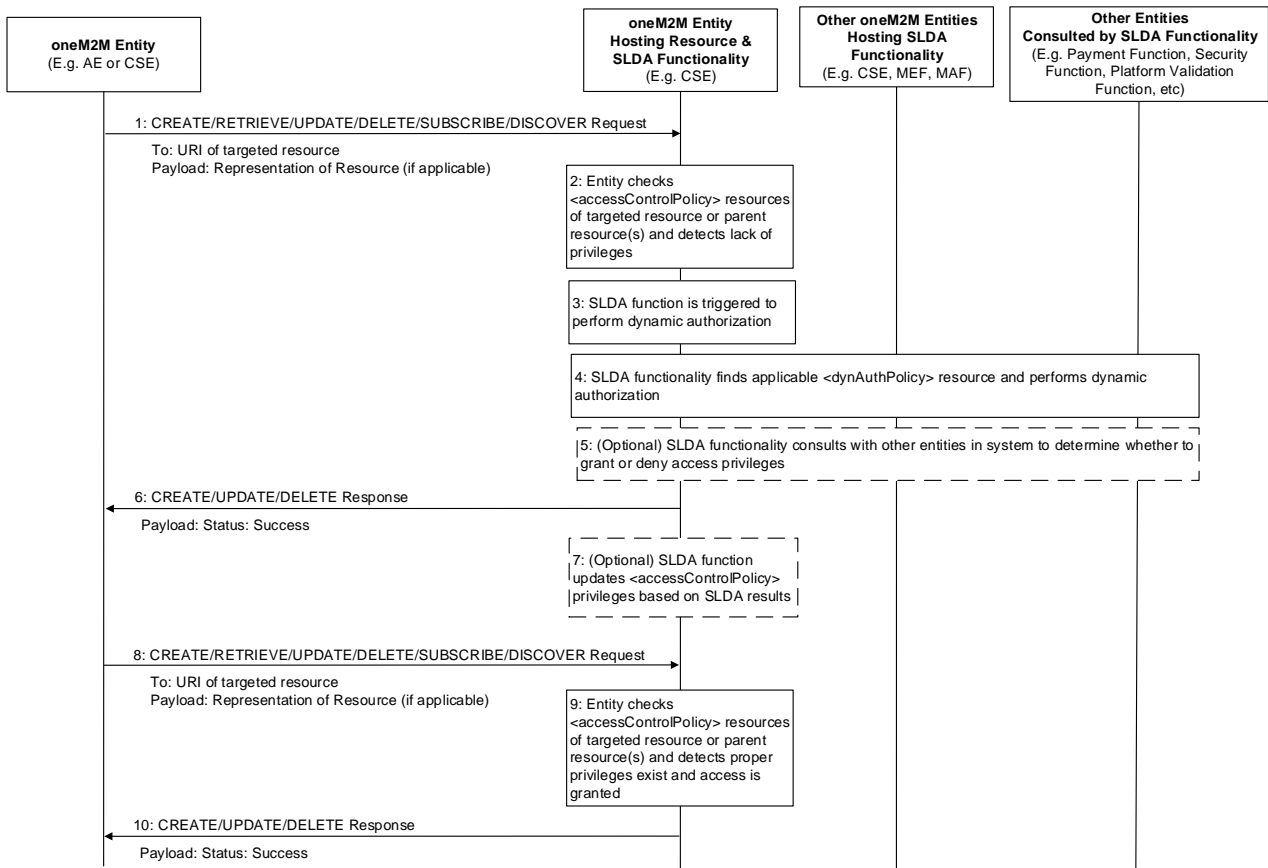 oneM2M Entity
(E.g. AE or CSE)
oneM2M Entity
Hosting Resource &
SLDA Functionality
(E.g. CSE)
Other oneM2M Entities
Hosting SLDA
Functionality
(E.g. CSE, MEF, MAF)
Other Entities
Consulted by SLDA Functionality
(E.g. Payment Function, Security
Function, Platform Validation
Function, etc)
1: CREATE/RETRIEVE/UPDATE/DELETE/SUBSCRIBE/DISCOVER Request
To: URI of targeted resource
Payload: Representation of Resource (if applicable)
2: Entity checks
<accessControlPolicy> resources
of targeted resource or parent
resource(s) and detects lack of
privileges
3: SLDA function is triggered to
perform dynamic authorization
4: SLDA functionality finds applicable <dynAuthPolicy> resource and performs dynamic
authorization
5: (Optional) SLDA functionality consults with other entities in system to determine whether to
grant or deny access privileges
6: CREATE/UPDATE/DELETE Response
Payload: Status: Success
7: (Optional) SLDA function
updates <accessControlPolicy>
privileges based on SLDA results
8: CREATE/RETRIEVE/UPDATE/DELETE/SUBSCRIBE/DISCOVER Request
To: URI of targeted resource
Payload: Representation of Resource (if applicable)
9: Entity checks
<accessControlPolicy> resources
of targeted resource or parent
resource(s) and detects proper
privileges exist and access is
granted
10: CREATE/UPDATE/DELETE Response
Payload: Status: Success